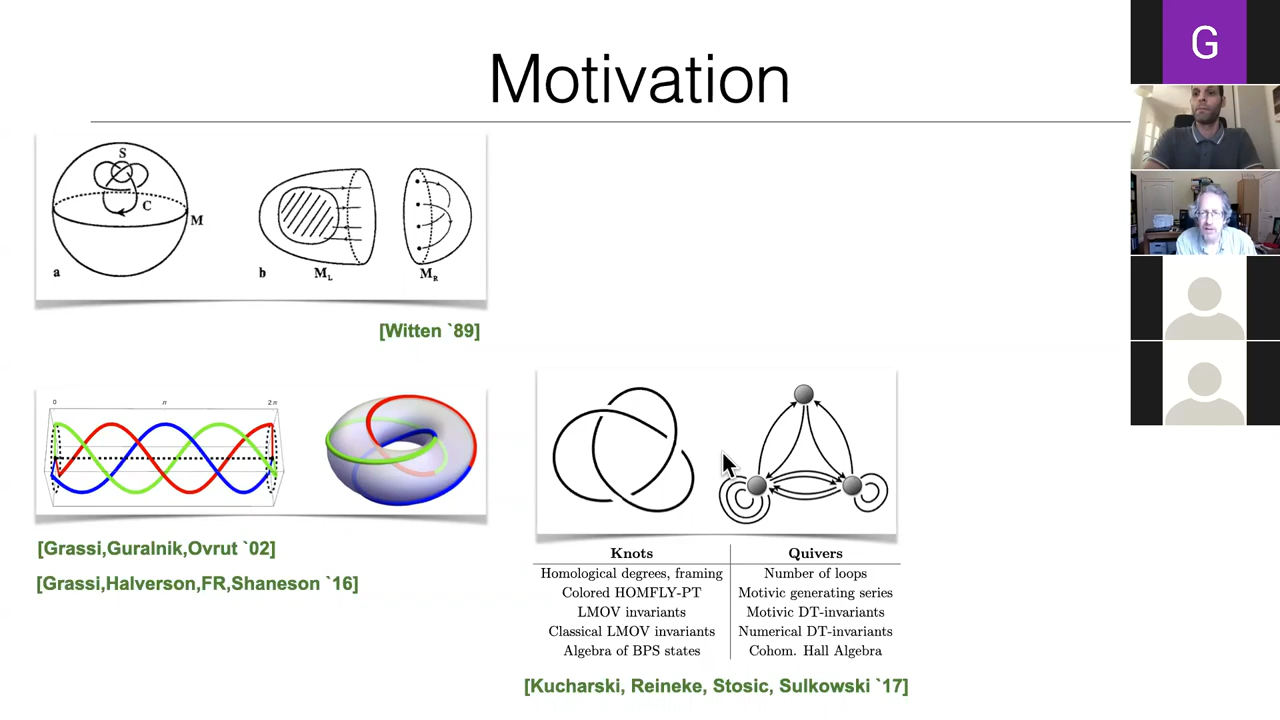 Motivation
G
S
C
M
a
b
M_L
M_R
[Witten `89]
0 π 2π
[Grassi,Guralnik,Ovrut `02]
[Grassi,Halverson,FR,Shaneson `16]
Knots Quivers
Homological degrees, framing Number of loops
Colored HOMFLY-PT Motivic generating series
LMOV invariants Motivic DT-invariants
Classical LMOV invariants Numerical DT-invariants
Algebra of BPS states Cohom. Hall Algebra
[Kucharski, Reineke, Stosic, Sulkowski `17]